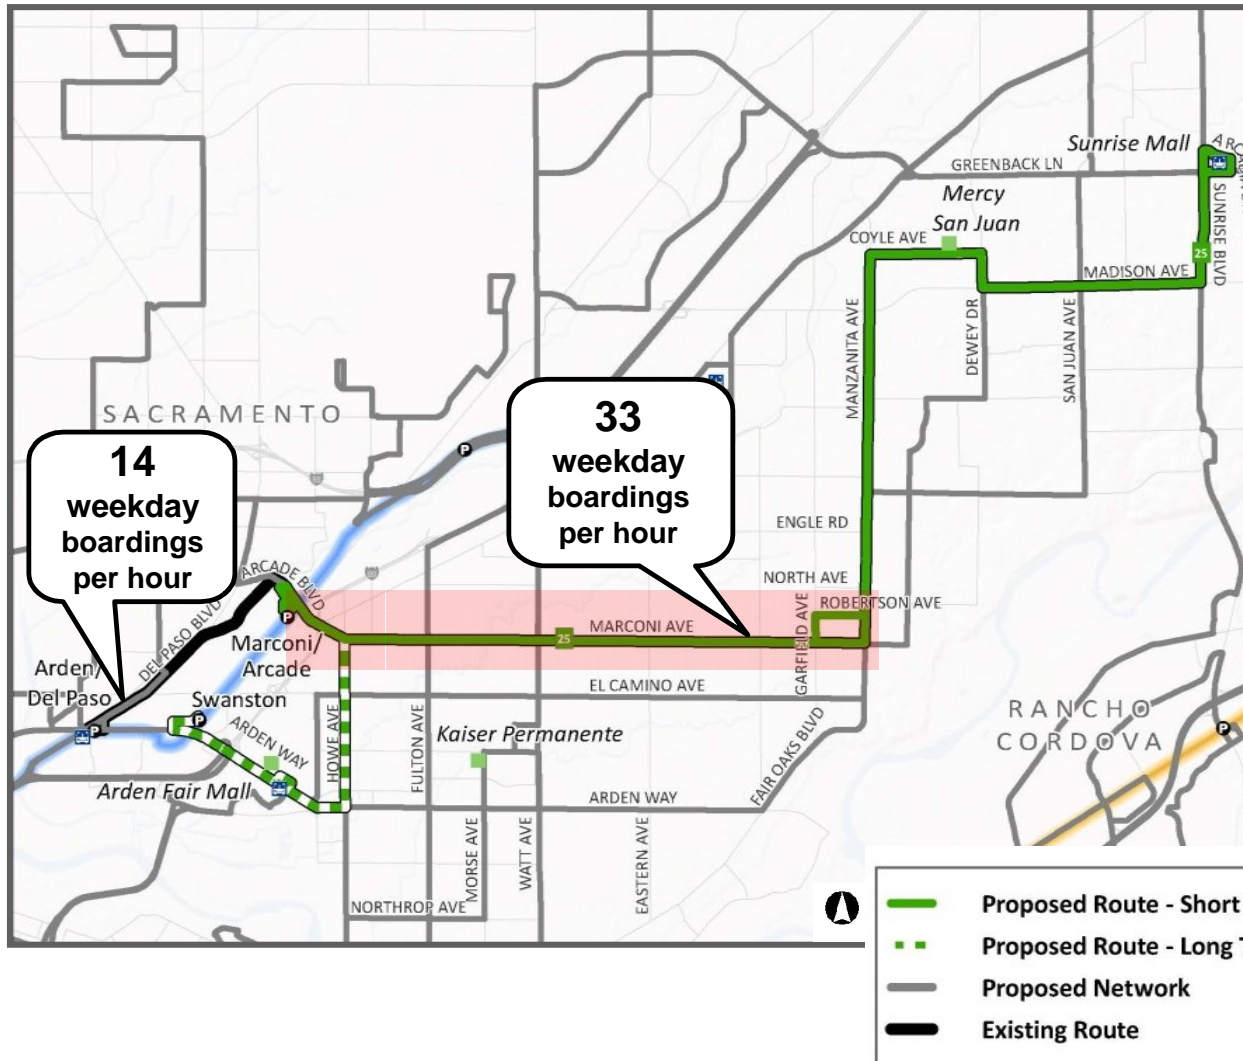 Sunrise Mall
GREENBACK LN
Mercy
San Juan
COYLE AVE
25
SUNRISE BLVD
MADISON AVE
MANZANITA AVE
DEWEY DR
SAN JUAN AVE
SACRAMENTO
P
14
weekday
boardings
per hour
33
weekday
boardings
per hour
ENGLE RD
NORTH AVE
ROBERTSON AVE
ARCADE BLVD
DEL PASO BLVD
P
MARCONI AVE
25
GARFIELD AVE
Marconi/
Arcade
Arden/
Del Paso
P
Swanston
P
EL CAMINO AVE
ARDEN WAY
HOWE AVE
FULTON AVE
Kaiser Permanente
FAIR OAKS BLVD
RANCHO
CORDOVA
P
Arden Fair Mall
ARDEN WAY
MORSE AVE
WATT AVE
EASTERN AVE
NORTHROP AVE
Proposed Route - Short
Proposed Route - Long
Proposed Network
Existing Route